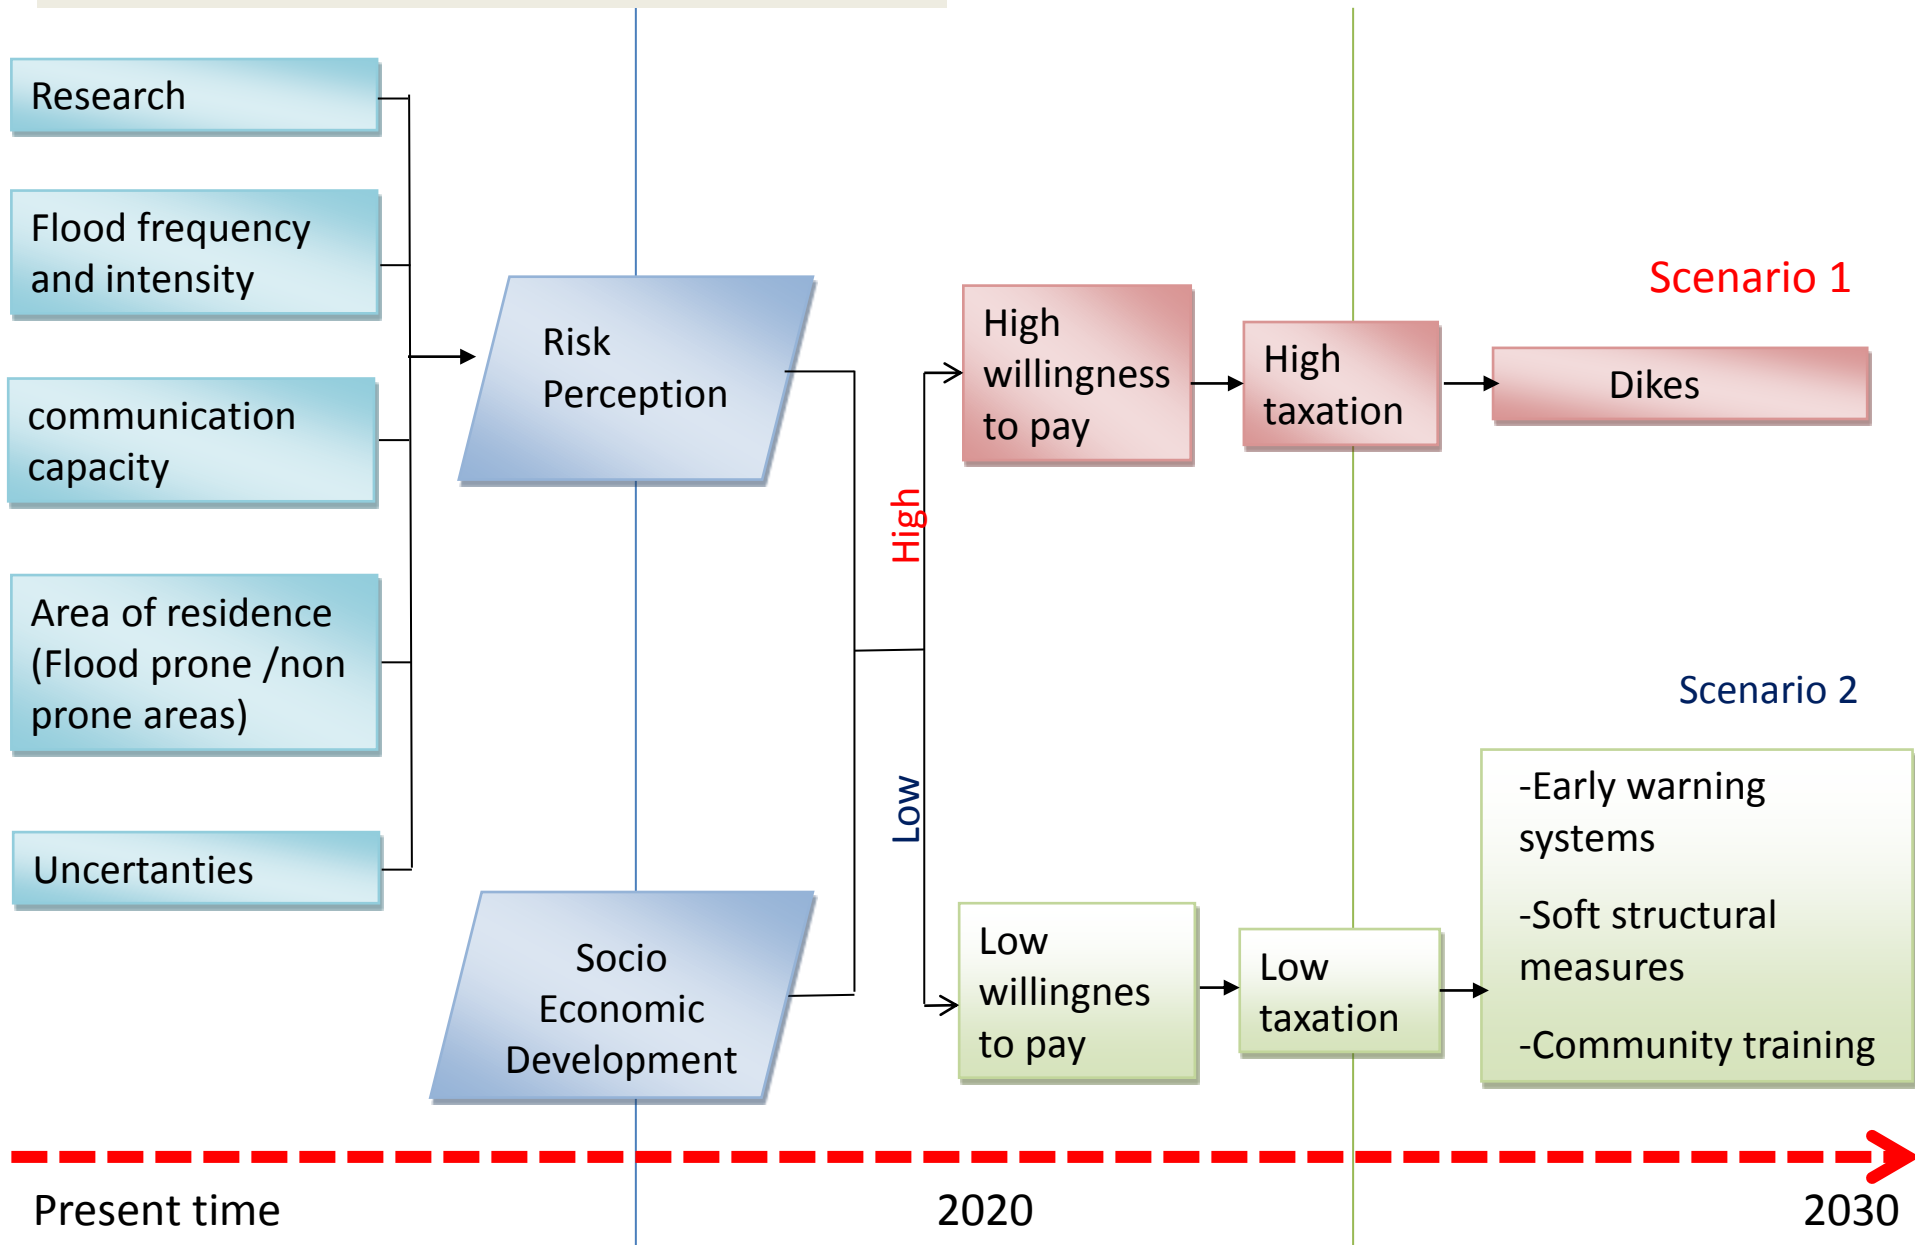 Research
Flood frequency
and intensity
communication
capacity
Area of residence
(Flood prone /non
prone areas)
Uncertanties
Risk
Perception
Socio
Economic
Development
High
Low
High
willingness
to pay
High
taxation
Scenario 1
Dikes
Low
willingnes
to pay
Low
taxation
Scenario 2
-Early warning
systems
-Soft structural
measures
-Community training
Present time
2020
2030